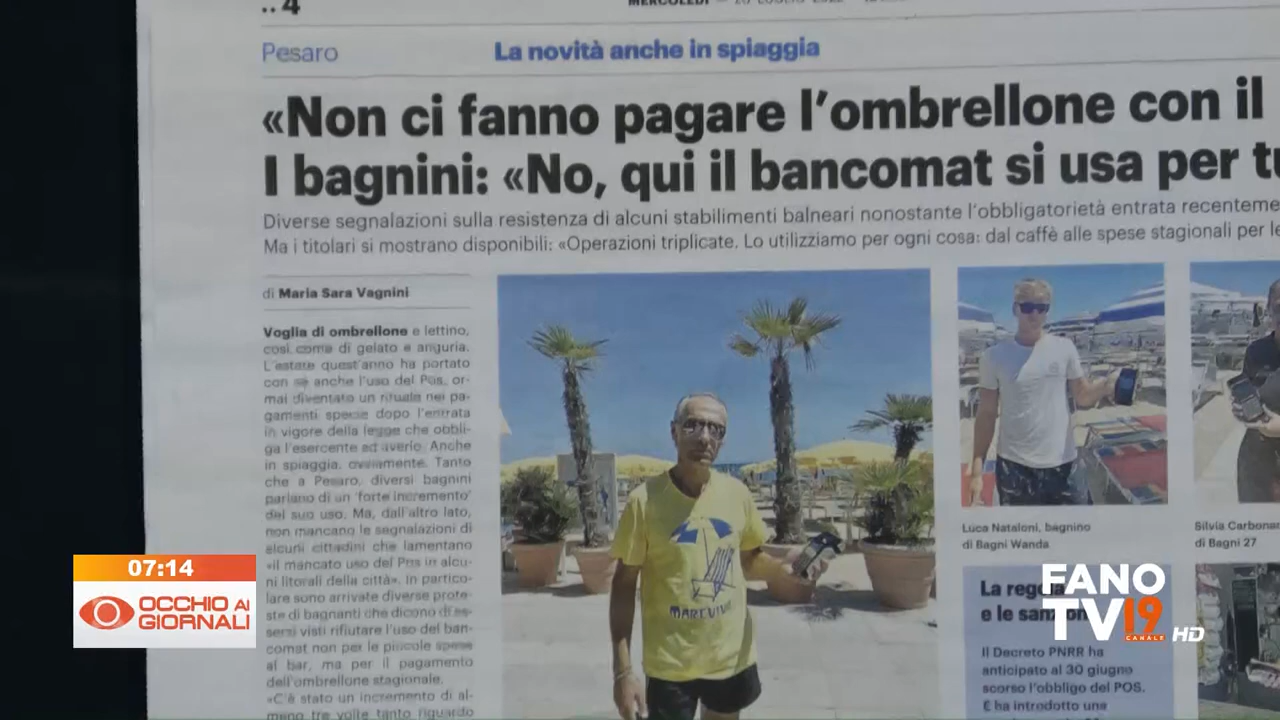 .. 4
MERCOLEDÌ
Pesaro
La novità anche in spiaggia
«Non ci fanno pagare l'ombrellone con il
I bagnini: «No, qui il bancomat si usa per
Diverse segnalazioni sulla resistenza di alcuni stabilimenti balneari nonostante l'obbligatorietà entrata
Ma i titolari si mostrano disponibili: «Operazioni triplicate. Lo utilizziamo per ogni cosa: dal caffè alle spese stagionali per
di Maria Sara Vagnini
Voglia di ombrellone e lettino,
così come di gelato e anguria.
L'estate quest'anno ha portato
con sé anche l'uso del Pos, or-
mai diventato un rituale nei pa-
gamenti specie dopo l'entrata
in vigore della legge che obbli-
ga l'esercente ad averlo. Anche
in spiaggia, ovviamente. Tanto
che a Pesaro, diversi bagnini
parlano di un 'forte incremento'
del suo uso. Ma, dall'altro lato,
non mancano le segnalazioni di
alcuni cittadini che lamentano
«il mancato uso del Pos in alcu-
ni litorali della città». In partico-
lare sono arrivate diverse prote-
ste di bagnanti che dicono di es-
sersi visti rifiutare l'uso del ban-
comat non per le piccole spese
al bar, ma per il pagamento
dell'ombrellone stagionale.
«C'è stato un incremento di al-
meno tre volte tanto riguardo
MAREVIVO
Luca Nataloni, bagnino
di Bagni Wanda
Silvia
di Bagni 27
La
e le
Il Decreto PNRR ha
anticipato al 30 giugno
scorso l'obbligo del POS.
E ha introdotto una
07:14
OCCHIO AI
GIORNALI
FANO
TV19
CANALE
HD